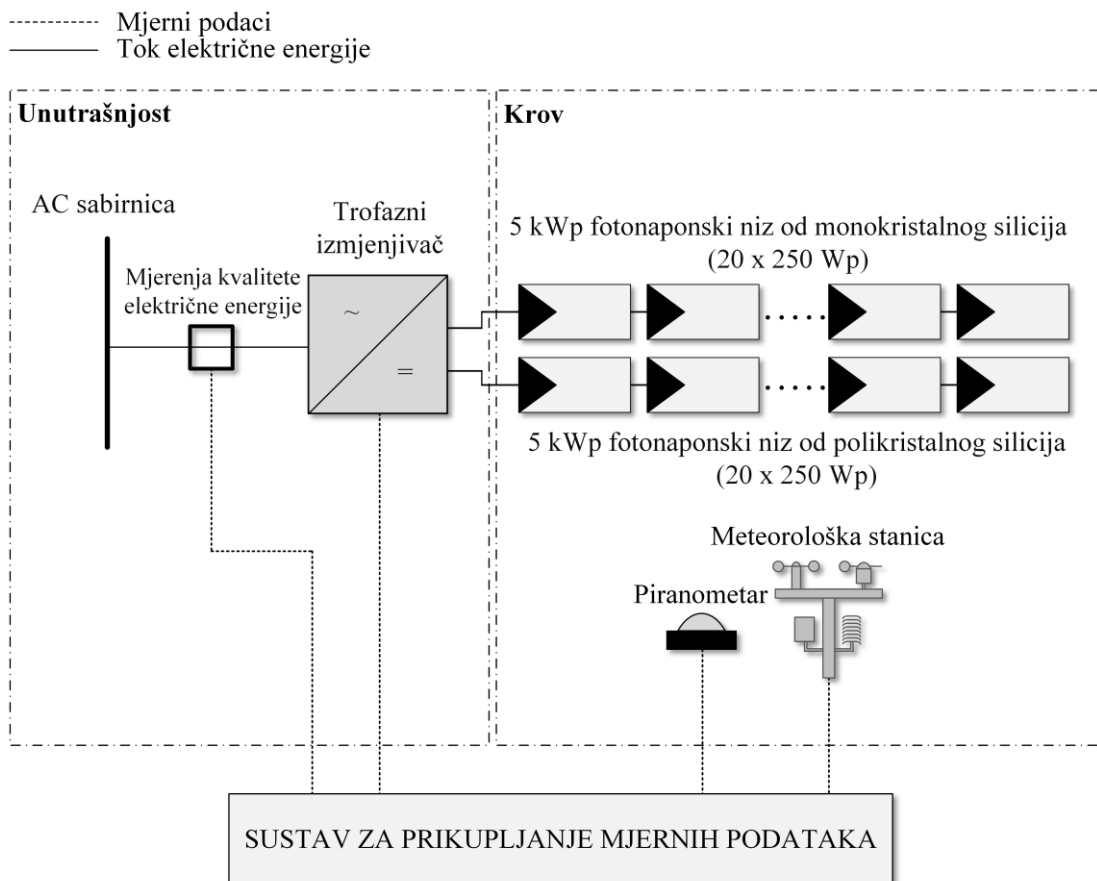 Mjerni podaci
Tok električne energije
Unutrašnjost
Krov
AC sabirnica
Trofazni
izmjenjivač
Mjerenja kvalitete
električne energije
~
=
5 kWp fotonaponski niz od monokristalnog silicija
(20 x 250 Wp)
5 kWp fotonaponski niz od polikristalnog silicija
(20 x 250 Wp)
Meteorološka stanica
Piranometar
SUSTAV ZA PRIKUPLJANJE MJERNIH PODATAKA